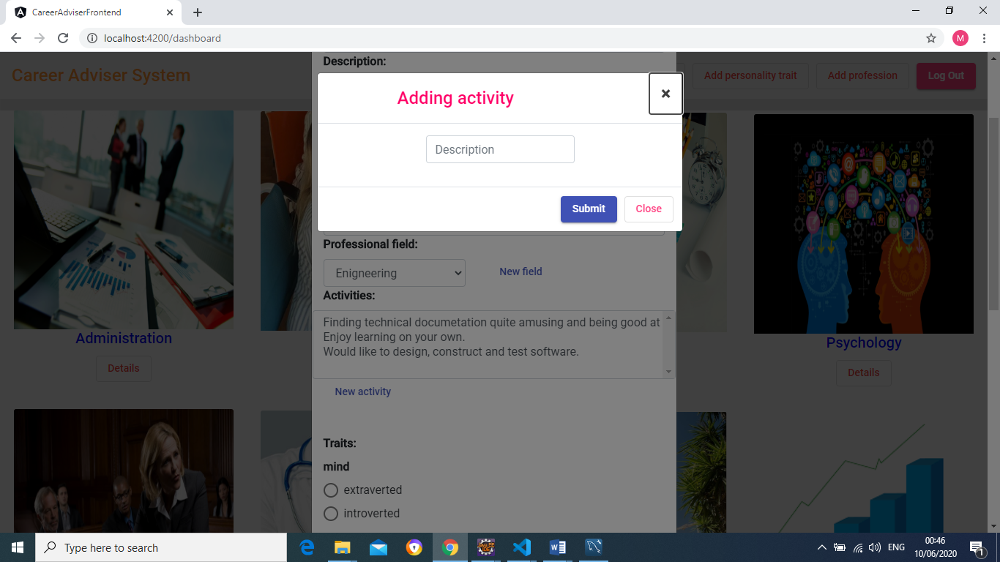 CareerAdviserFrontend
localhost:4200/dashboard
M
Description:
Career Adviser System
Add personality trait
Add profession
Log Out
Adding activity
×
Description
Submit
Close
Professional field:
Enigneering
New field
Activities:
Finding technical documetation quite amusing and being good at
Enjoy learning on your own.
Would like to design, construct and test software.
New activity
Administration
Details
Psychology
Details
Traits:
mind
extraverted
introverted
Type here to search
ENG
00:46
10/06/2020
1